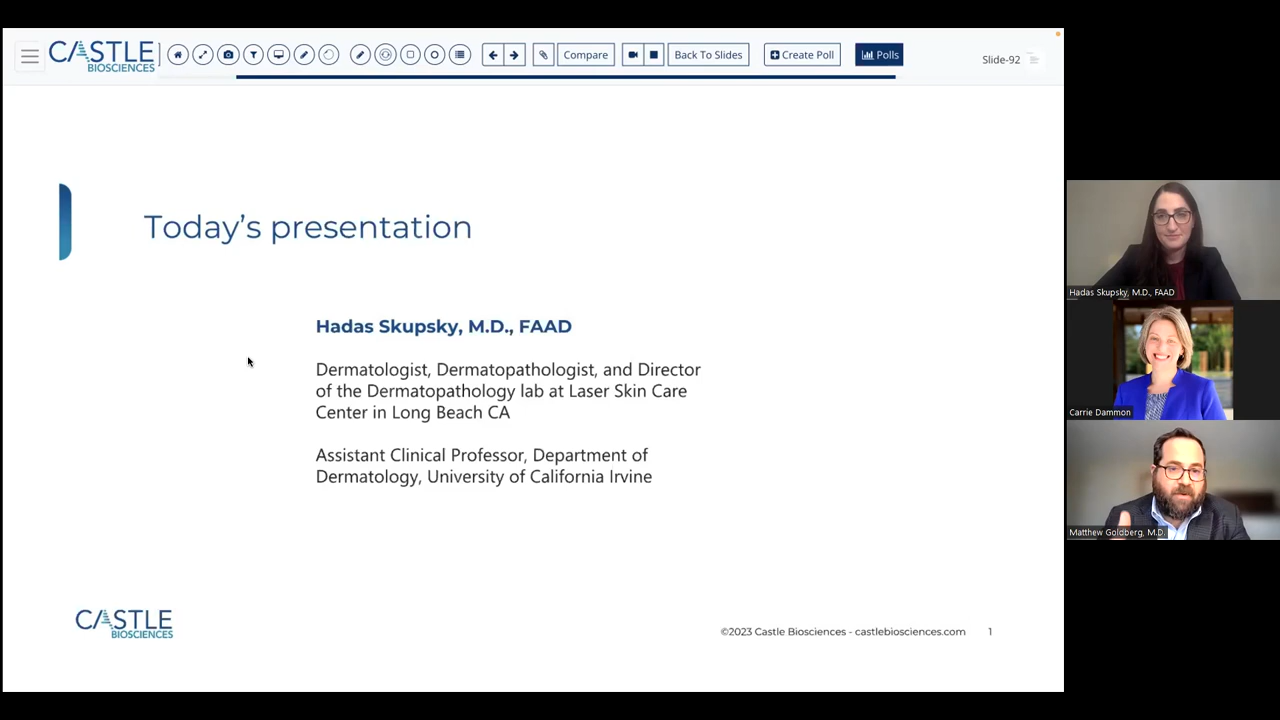 CASTLE
BIOSCIENCES
Compare
Back To Slides
Create Poll
Polls
Slide-92
Today's presentation
Hadas Skupsky, M.D., FAAD
Dermatologist, Dermatopathologist, and Director
of the Dermatopathology lab at Laser Skin Care
Center in Long Beach CA
Assistant Clinical Professor, Department of
Dermatology, University of California Irvine
CASTLE
BIOSCIENCES
©2023 Castle Biosciences - castlebiosciences.com 1
Hadas Skupsky, M.D., FAAD
Carrie Dammon
Matthew Goldberg, M.D.